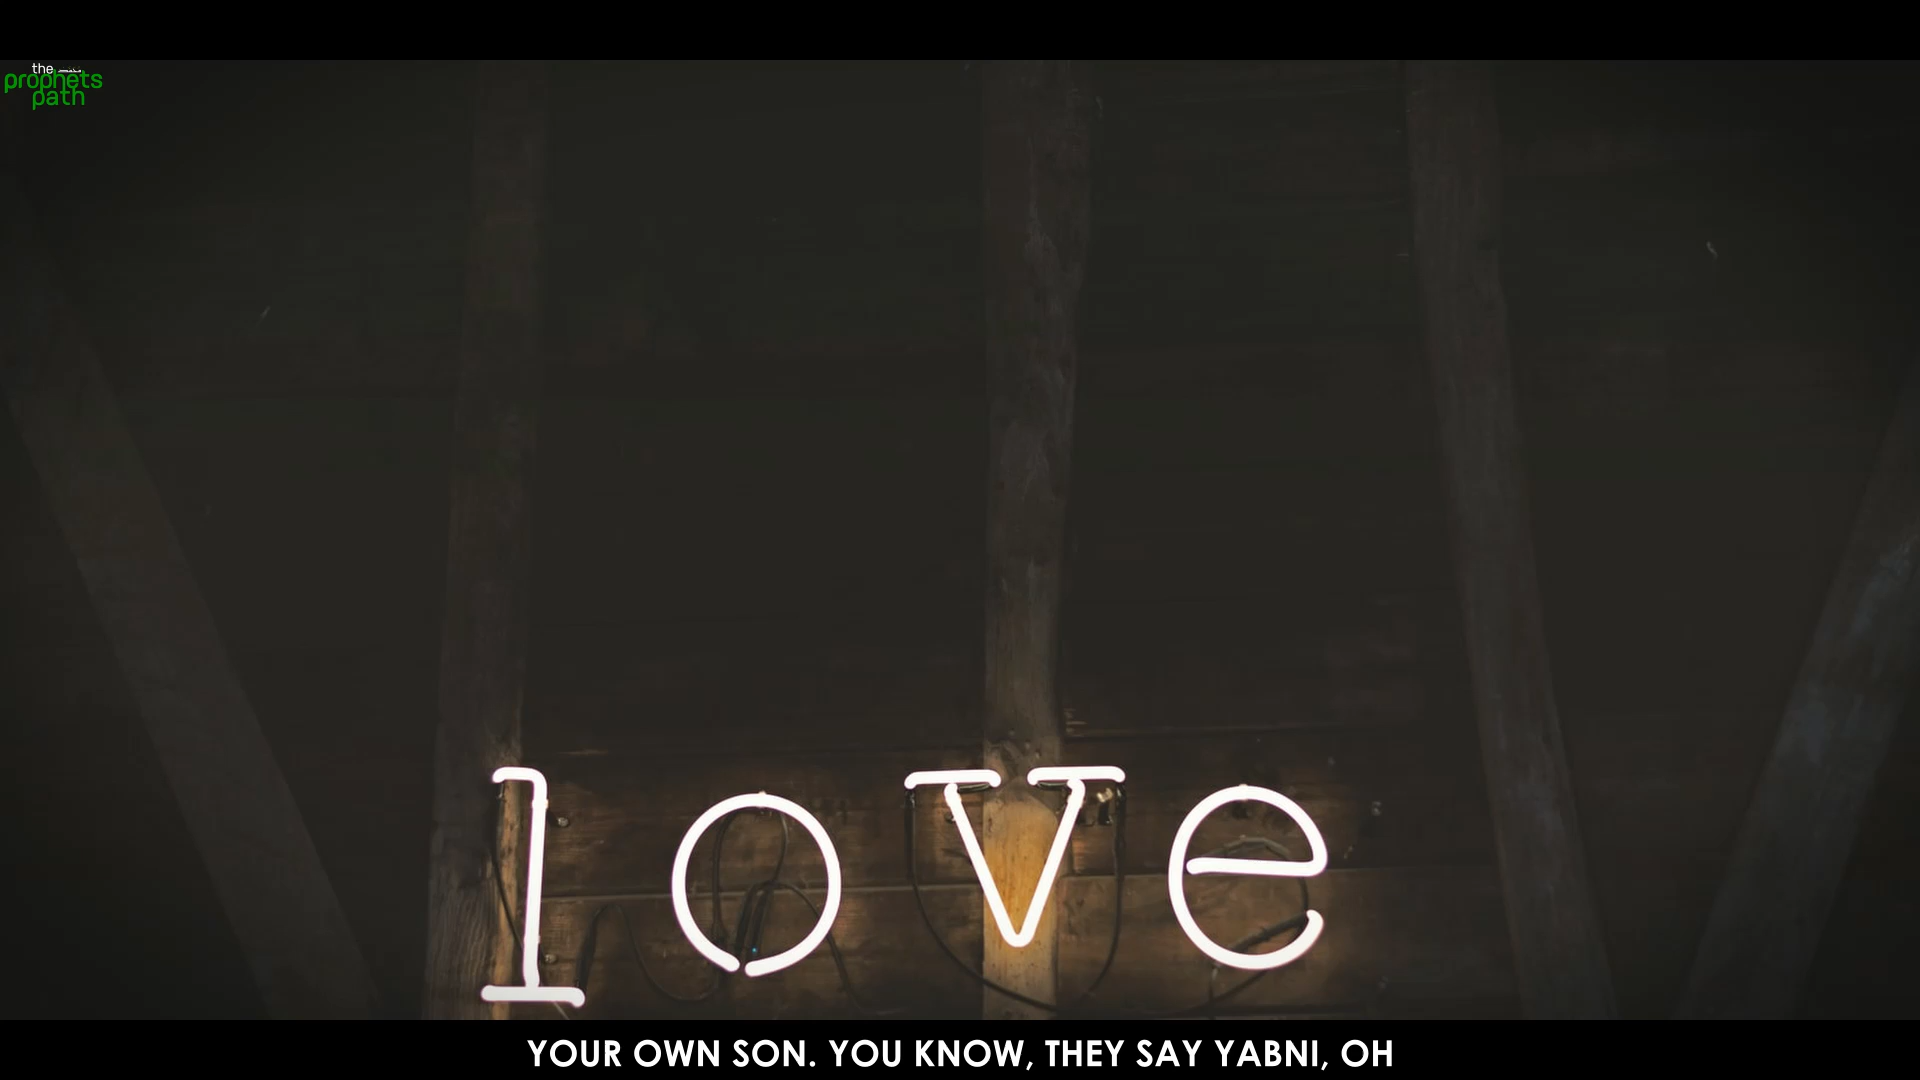 the
prophets
path
love
YOUR OWN SON. YOU KNOW, THEY SAY YABNI, OH